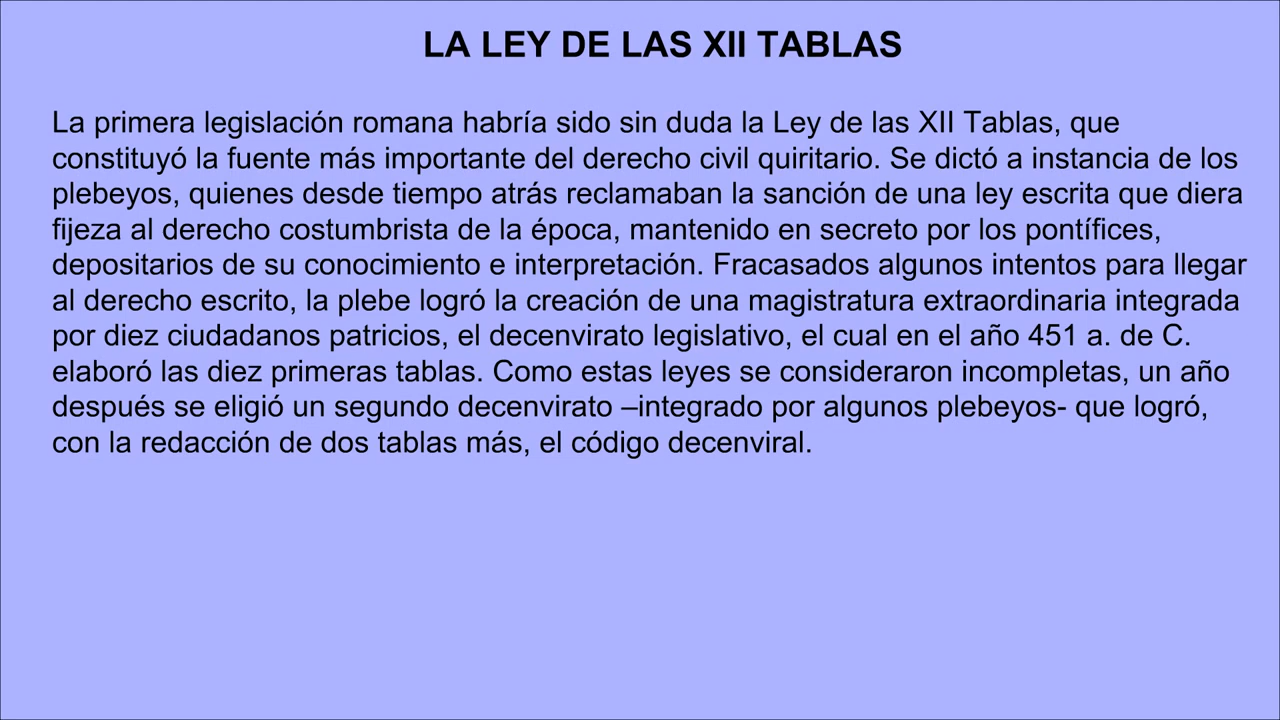 LA LEY DE LAS XII TABLAS
La primera legislación romana habría sido sin duda la Ley de las XII Tablas, que
constituyó la fuente más importante del derecho civil quiritario. Se dictó a instancia de los
plebeyos, quienes desde tiempo atrás reclamaban la sanción de una ley escrita que diera
fijeza al derecho costumbrista de la época, mantenido en secreto por los pontífices,
depositarios de su conocimiento e interpretación. Fracasados algunos intentos para llegar
al derecho escrito, la plebe logró la creación de una magistratura extraordinaria integrada
por diez ciudadanos patricios, el decenvirato legislativo, el cual en el año 451 a. de C.
elaboró las diez primeras tablas. Como estas leyes se consideraron incompletas, un año
después se eligió un segundo decenvirato –integrado por algunos plebeyos- que logró,
con la redacción de dos tablas más, el código decenviral.